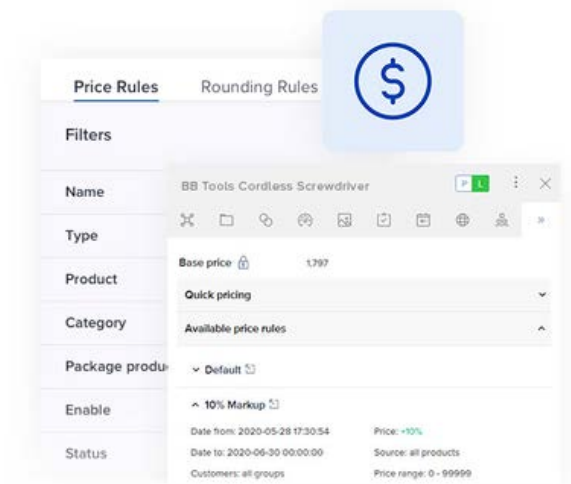 $
Price Rules Rounding Rules
Filters
Name
Type
Product
Category
Package produ
Enable
Status
BB Tools Cordless Screwdriver P L
Base price 1,797
Quick pricing
Available price rules
Default
10% Markup
Date from: 2020-05-28 17:30:54 Price: +10%
Date to: 2020-06-30 00:00:00 Source: all products
Customers: all groups Price range: 0 - 99999